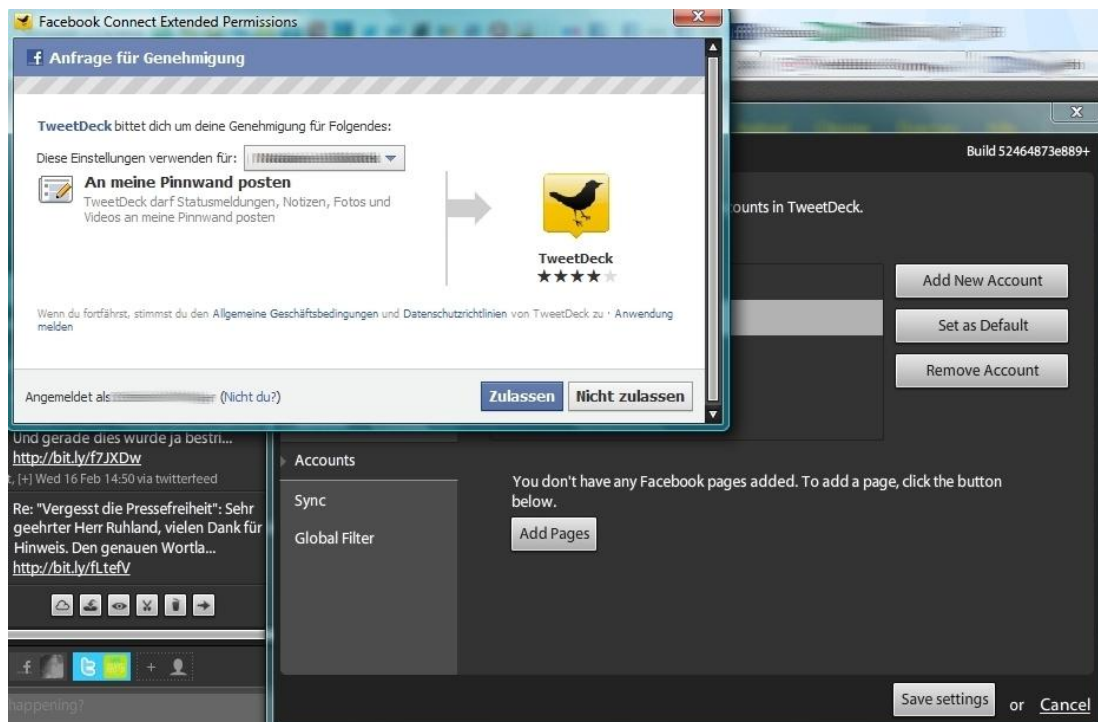 Facebook Connect Extended Permissions
Anfrage für Genehmigung
TweetDeck bittet dich um deine Genehmigung für Folgendes:
Diese Einstellungen verwenden für:
An meine Pinnwand posten
TweetDeck darf Statusmeldungen, Notizen, Fotos und
Videos an meine Pinnwand posten
TweetDeck
Wenn du fortfährst, stimmst du den Allgemeine Geschäftsbedingungen und Datenschutzrichtlinien von TweetDeck zu · Anwendung
melden
Angemeldet als (Nicht du?)
Zulassen
Nicht zulassen
Build 52464873e889+
counts in TweetDeck.
Add New Account
Set as Default
Remove Account
Und gerade dies wurde ja bestri...
http://bit.ly/f7JXDw
t, [+] Wed 16 Feb 14:50 via twitterfeed
Re: "Vergesst die Pressefreiheit": Sehr
geehrter Herr Ruhland, vielen Dank für
Hinweis. Den genauen Wortla...
http://bit.ly/fLtefV
Accounts
Sync
Global Filter
You don't have any Facebook pages added. To add a page, click the button
below.
Add Pages
happening?
Save settings or Cancel